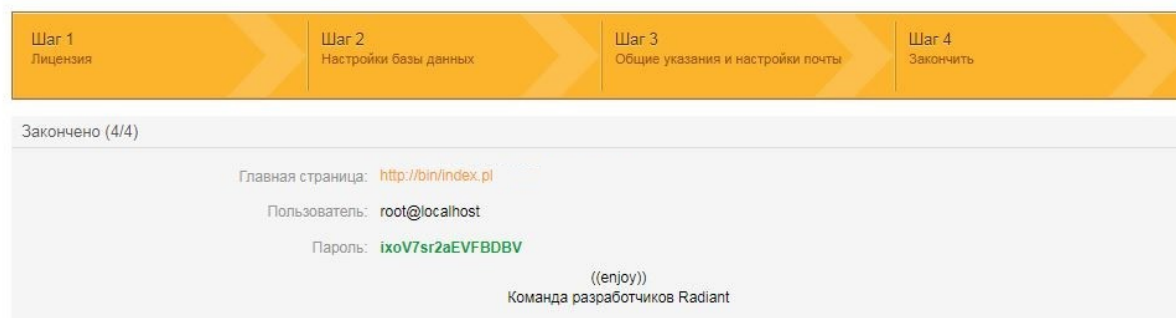 Шаг 1
Лицензия
Шаг 2
Настройки базы данных
Шаг 3
Общие указания и настройки почты
Шаг 4
Закончить
Закончено (4/4)
Главная страница: http://bin/index.pl
Пользователь: root@localhost
Пароль: ixoV7sr2aEVFBDBV
((enjoy))
Команда разработчиков Radiant